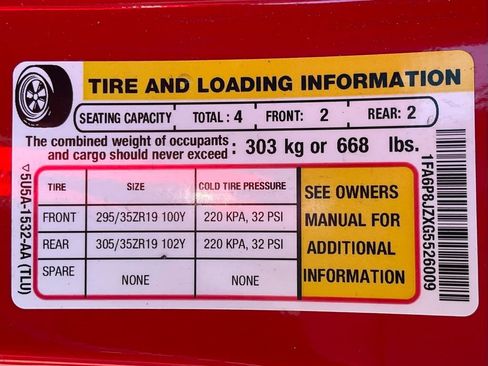 TIRE AND LOADING INFORMATION
SEATING CAPACITY TOTAL: 4 FRONT: 2 REAR: 2
The combined weight of occupants
and cargo should never exceed: 303 kg or 668 lbs.
TIRE SIZE COLD TIRE PRESSURE
FRONT 295/35ZR19 100Y 220 KPA, 32 PSI
REAR 305/35ZR19 102Y 220 KPA, 32 PSI
SPARE NONE NONE
SEE OWNERS
MANUAL FOR
ADDITIONAL
INFORMATION
5U5A-1532-AA (TLU)
1FA6P8JZXG5526009